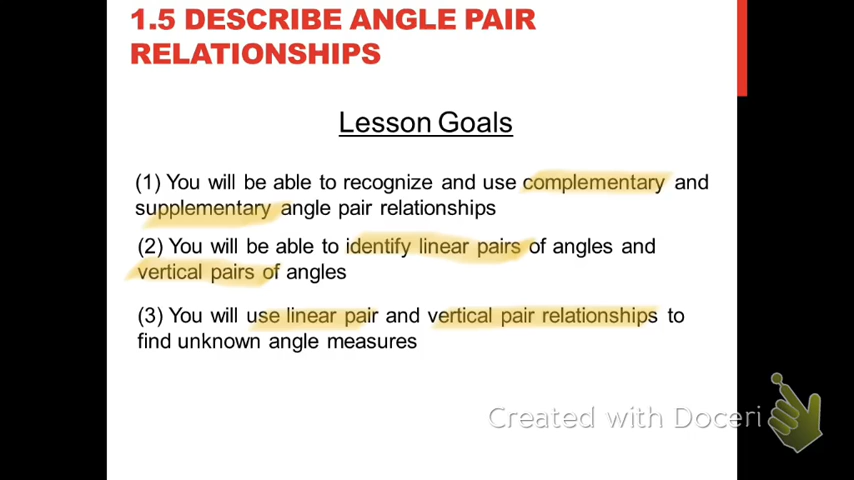 1.5 DESCRIBE ANGLE PAIR
RELATIONSHIPS
Lesson Goals
(1) You will be able to recognize and use complementary and
supplementary angle pair relationships
(2) You will be able to identify linear pairs of angles and
vertical pairs of angles
(3) You will use linear pair and vertical pair relationships to
find unknown angle measures
Created with Doceri